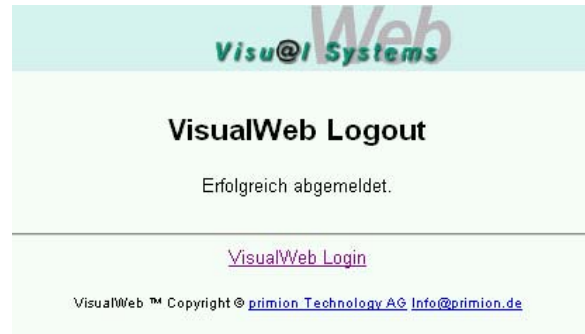 Web
Visu@l Systems
VisualWeb Logout
Erfolgreich abgemeldet.
VisualWeb Login
VisualWeb ™ Copyright © primion Technology AG Info@primion.de